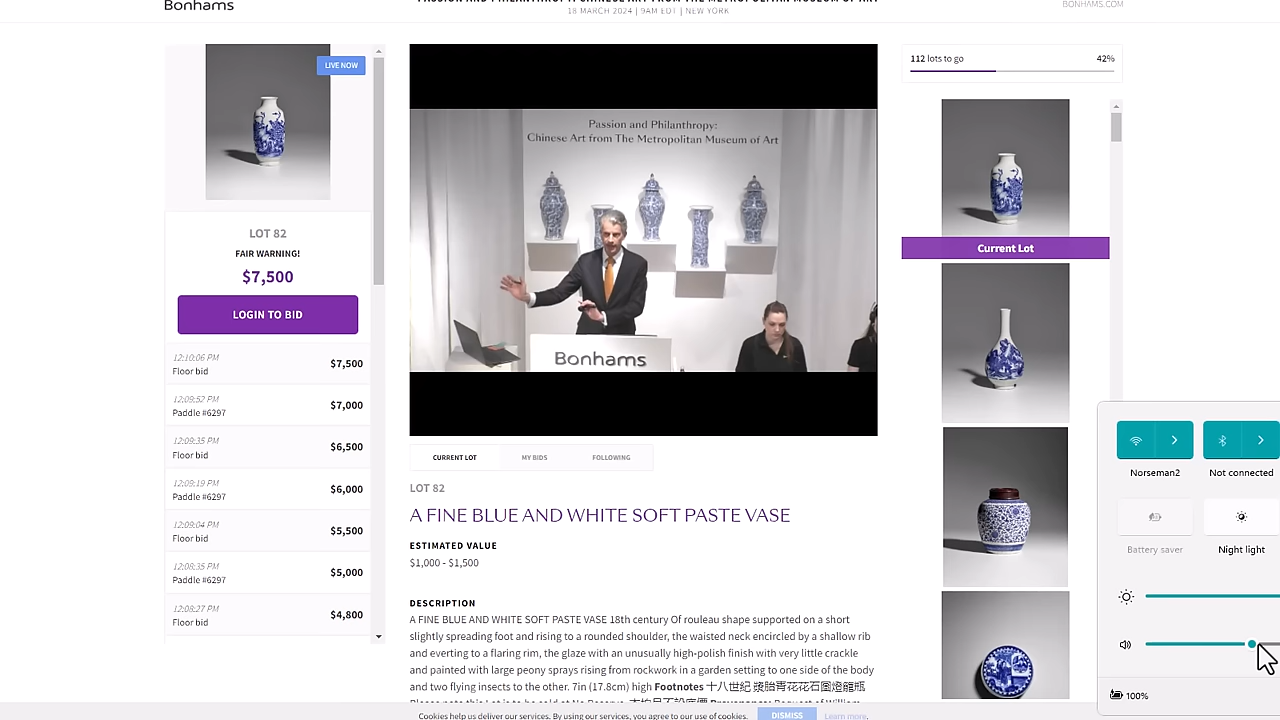 Bonhams
PASSION AND PHILANTHROPY: CHINESE ART FROM THE METROPOLITAN MUSEUM OF ART
18 MARCH 2024 | 9AM EDT | NEW YORK
BONHAMS.COM
LIVE NOW
LOT 82
FAIR WARNING!
$7,500
LOGIN TO BID
12:10:06 PM
Floor bid
$7,500
12:09:52 PM
Paddle #6297
$7,000
12:09:35 PM
Floor bid
$6,500
12:09:19 PM
Paddle #6297
$6,000
12:09:04 PM
Floor bid
$5,500
12:08:35 PM
Paddle #6297
$5,000
12:08:27 PM
Floor bid
$4,800
Passion and Philanthropy:
Chinese Art from The Metropolitan Museum of Art
Bonhams
CURRENT LOT MY BIDS FOLLOWING
LOT 82
A FINE BLUE AND WHITE SOFT PASTE VASE
ESTIMATED VALUE
$1,000 - $1,500
DESCRIPTION
A FINE BLUE AND WHITE SOFT PASTE VASE 18th century Of rouleau shape supported on a short
slightly spreading foot and rising to a rounded shoulder, the waisted neck encircled by a shallow rib
and everting to a flaring rim, the glaze with an unusually high-polish finish with very little crackle
and painted with large peony sprays rising from rockwork in a garden setting to one side of the body
and two flying insects to the other. 7in (17.8cm) high Footnotes 十八世紀 漿胎青花花石圖燈籠瓶
Cookies help us deliver our services. By using our services, you agree to our use of cookies. DISMISS Learn more.
112 lots to go 42%
Current Lot
Norseman2 Not connected
Battery saver Night light
100%